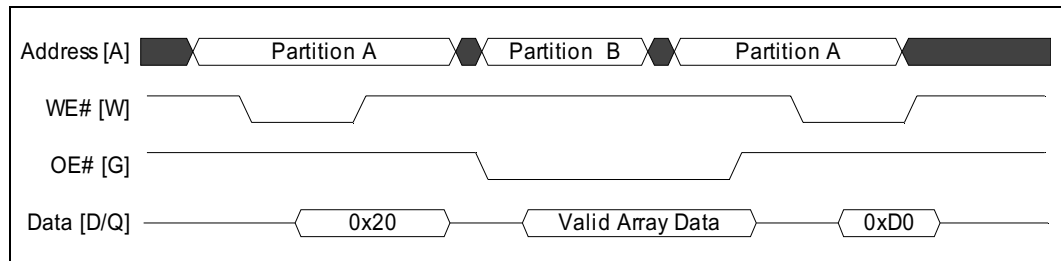 Address [A] Partition A Partition B Partition A
WE# [W]
OE# [G]
Data [D/Q] 0x20 Valid Array Data 0xD0